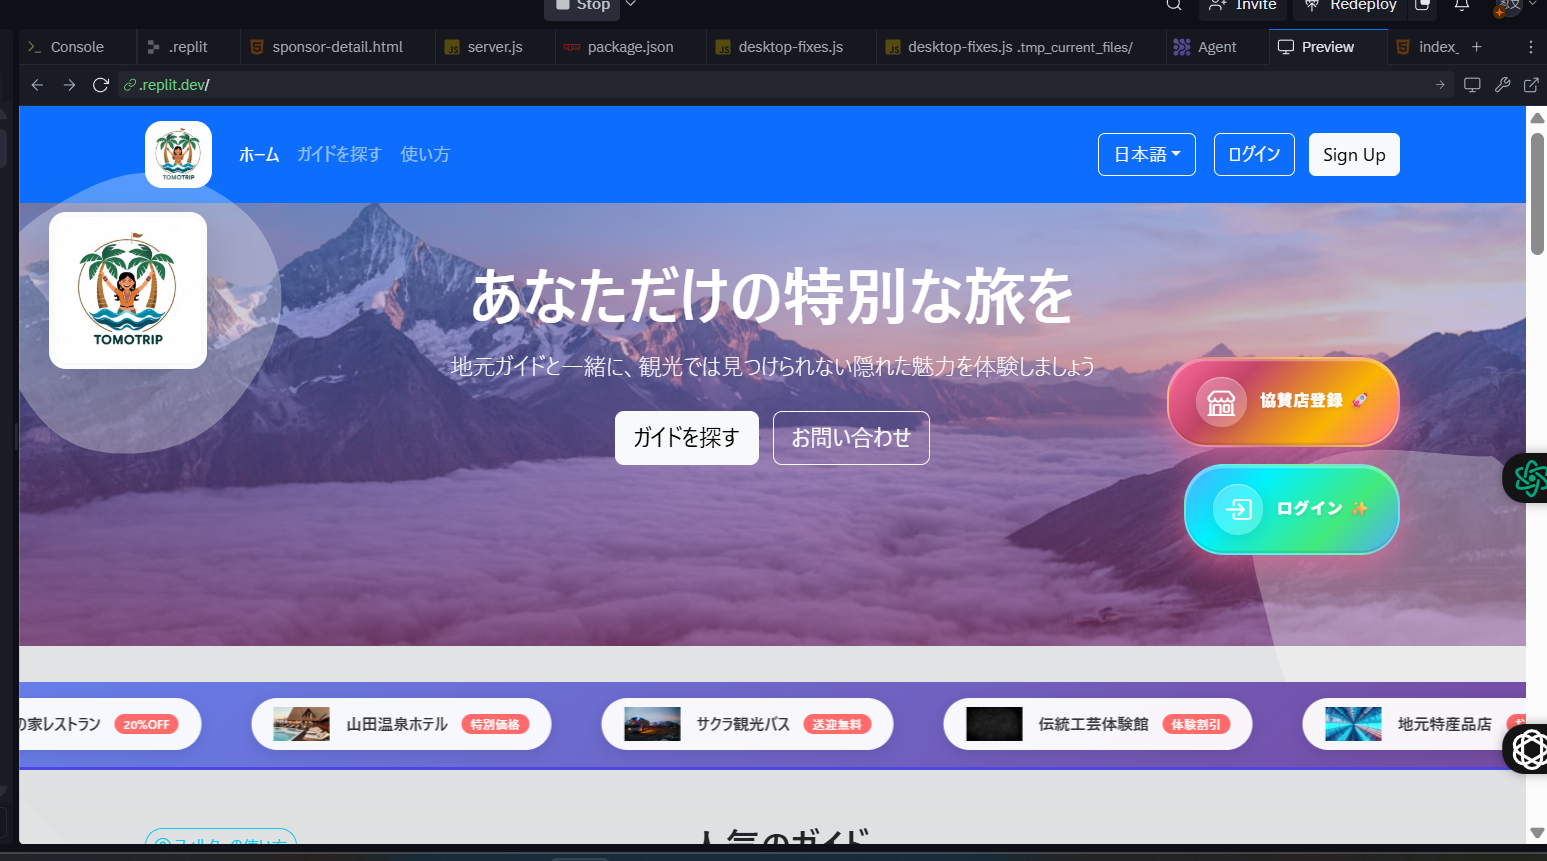 Stop
Invite
Redeploy
Console
.replit
sponsor-detail.html
server.js
package.json
desktop-fixes.js
desktop-fixes.js .tmp_current_files/
Agent
Preview
index_
.replit.dev/
TOMOTRIP
ホーム
ガイドを探す
使い方
日本語
ログイン
Sign Up
TOMOTRIP
あなただけの特別な旅を
地元ガイドと一緒に、観光では見つけられない隠れた魅力を体験しましょう
ガイドを探す
お問い合わせ
協賛店登録 🚀
ログイン ✨
の家レストラン
20%OFF
山田温泉ホテル
特別価格
サクラ観光バス
送迎無料
伝統工芸体験館
体験割引
地元特産品店
人気のガイド